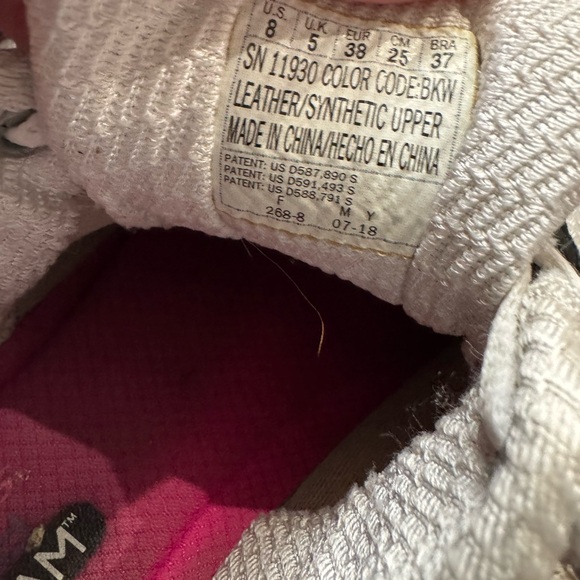 U.S. U.K. EUR CM BRA
8 5 38 25 37
SN 11930 COLOR CODE:BKW
LEATHER/SYNTHETIC UPPER
MADE IN CHINA/HECHO EN CHINA
PATENT: US D587,890 S
PATENT: US D591,493 S
PATENT: US D588,791 S
F M Y
268-8 07-18
AM™